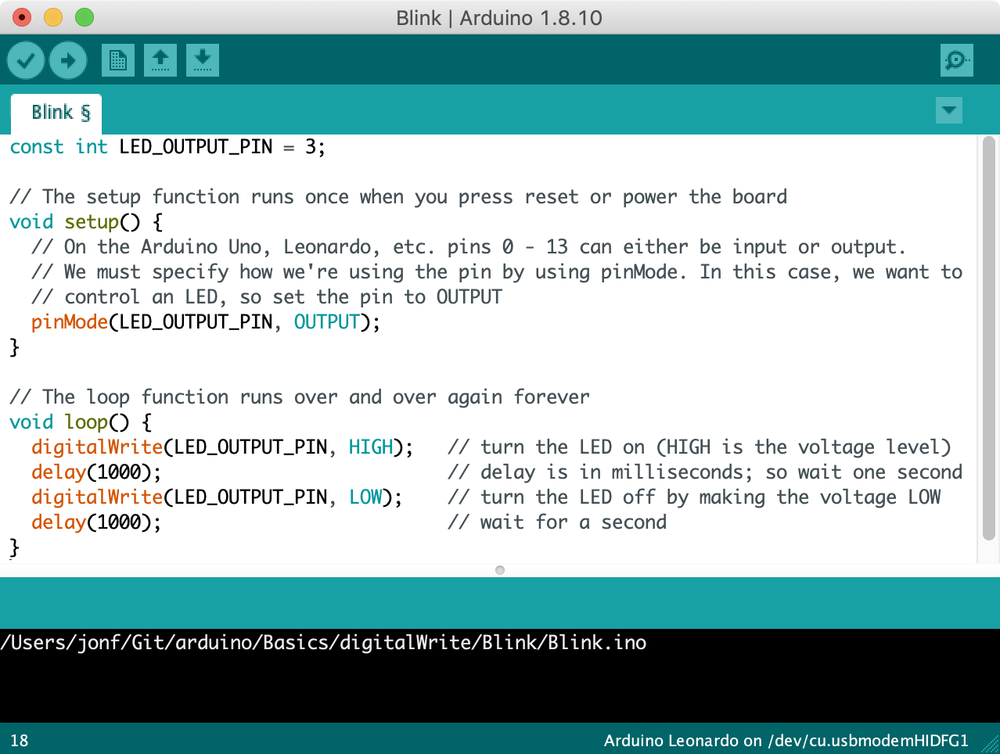 Blink | Arduino 1.8.10
Blink §
const int LED_OUTPUT_PIN = 3;
// The setup function runs once when you press reset or power the board
void setup() {
// On the Arduino Uno, Leonardo, etc. pins 0 - 13 can either be input or output.
// We must specify how we're using the pin by using pinMode. In this case, we want to
// control an LED, so set the pin to OUTPUT
pinMode(LED_OUTPUT_PIN, OUTPUT);
}
// The loop function runs over and over again forever
void loop() {
digitalWrite(LED_OUTPUT_PIN, HIGH);   // turn the LED on (HIGH is the voltage level)
delay(1000);                          // delay is in milliseconds; so wait one second
digitalWrite(LED_OUTPUT_PIN, LOW);    // turn the LED off by making the voltage LOW
delay(1000);                          // wait for a second
}
/Users/jonf/Git/arduino/Basics/digitalWrite/Blink/Blink.ino
18 Arduino Leonardo on /dev/cu.usbmodemHIDFG1